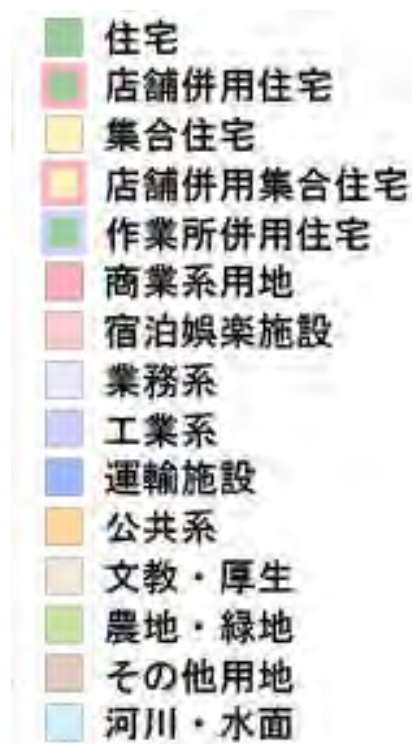 住宅
店舗併用住宅
集合住宅
店舗併用集合住宅
作業所併用住宅
商業系用地
宿泊娯楽施設
業務系
工業系
運輸施設
公共系
文教・厚生
農地・緑地
その他用地
河川・水面